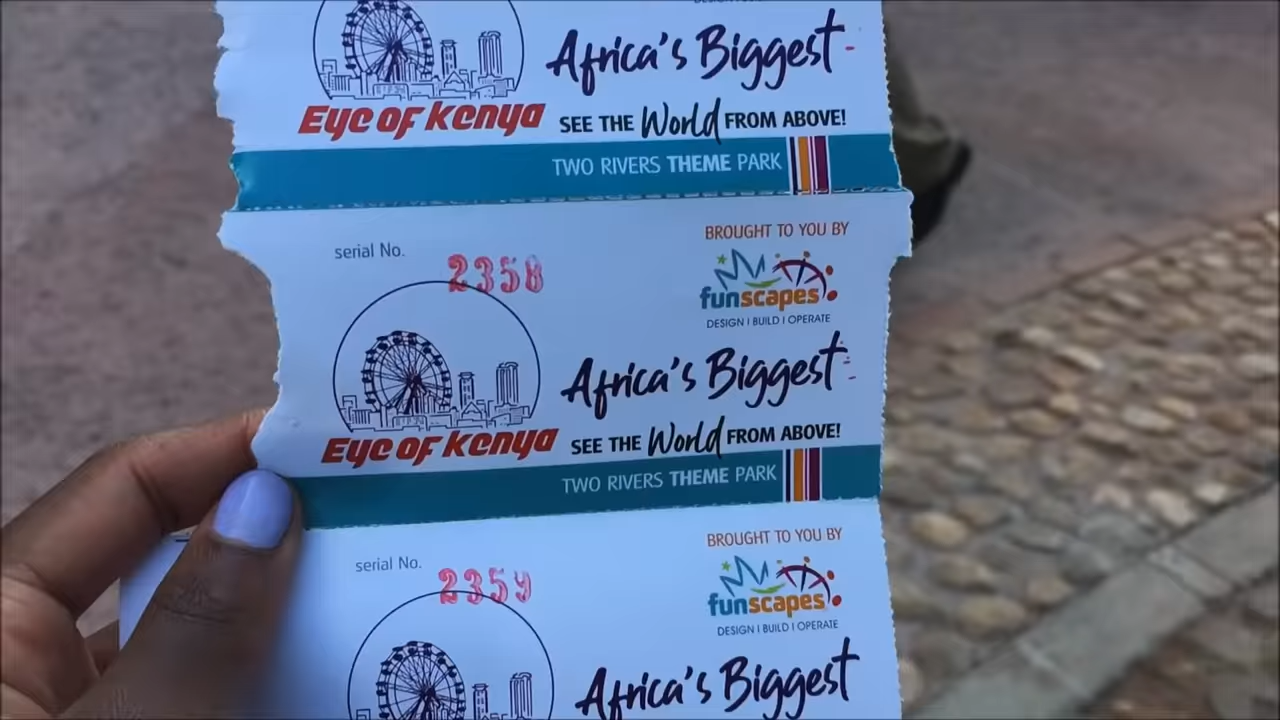 Africa's Biggest
Eye of Kenya
SEE THE World FROM ABOVE!
TWO RIVERS THEME PARK
BROUGHT TO YOU BY
serial No.
2358
funscapes
DESIGN | BUILD | OPERATE
Africa's Biggest
Eye of Kenya
SEE THE World FROM ABOVE!
TWO RIVERS THEME PARK
BROUGHT TO YOU BY
serial No.
2359
funscapes
DESIGN | BUILD | OPERATE
Africa's Biggest